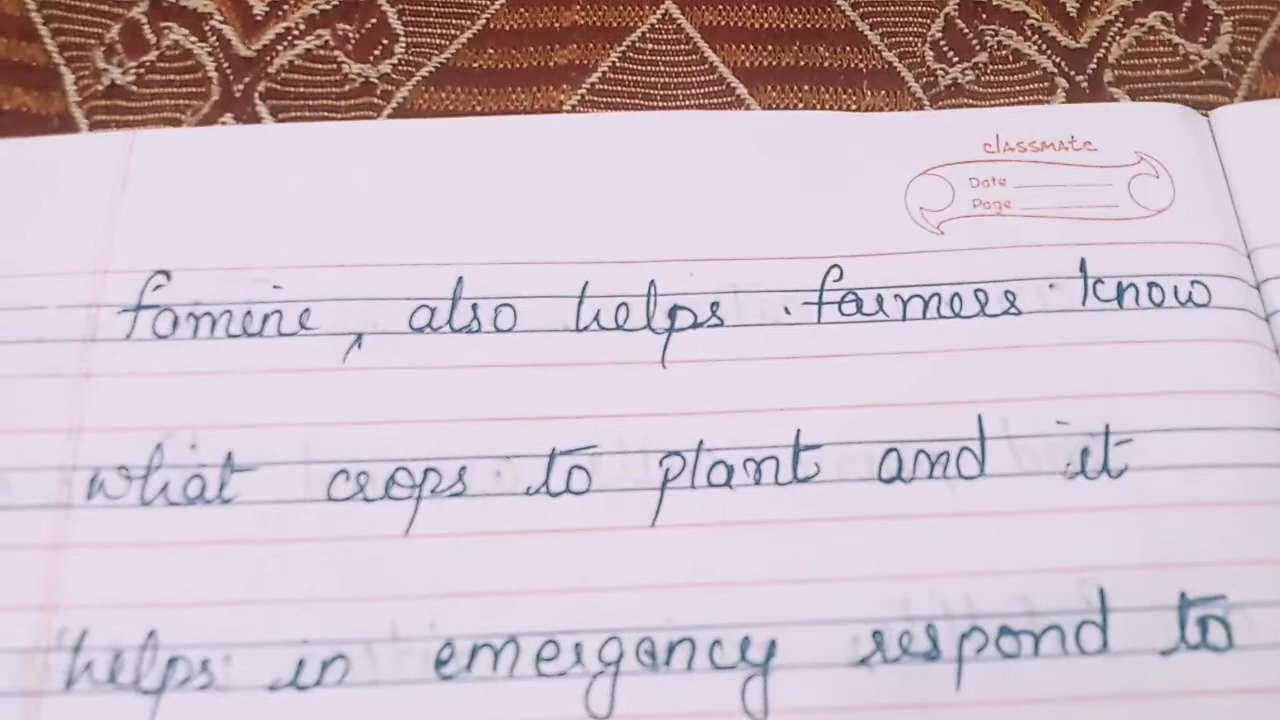 classmate
Date
Page
famine, also helps farmers know
what crops to plant and it
helps in emergancy respond to